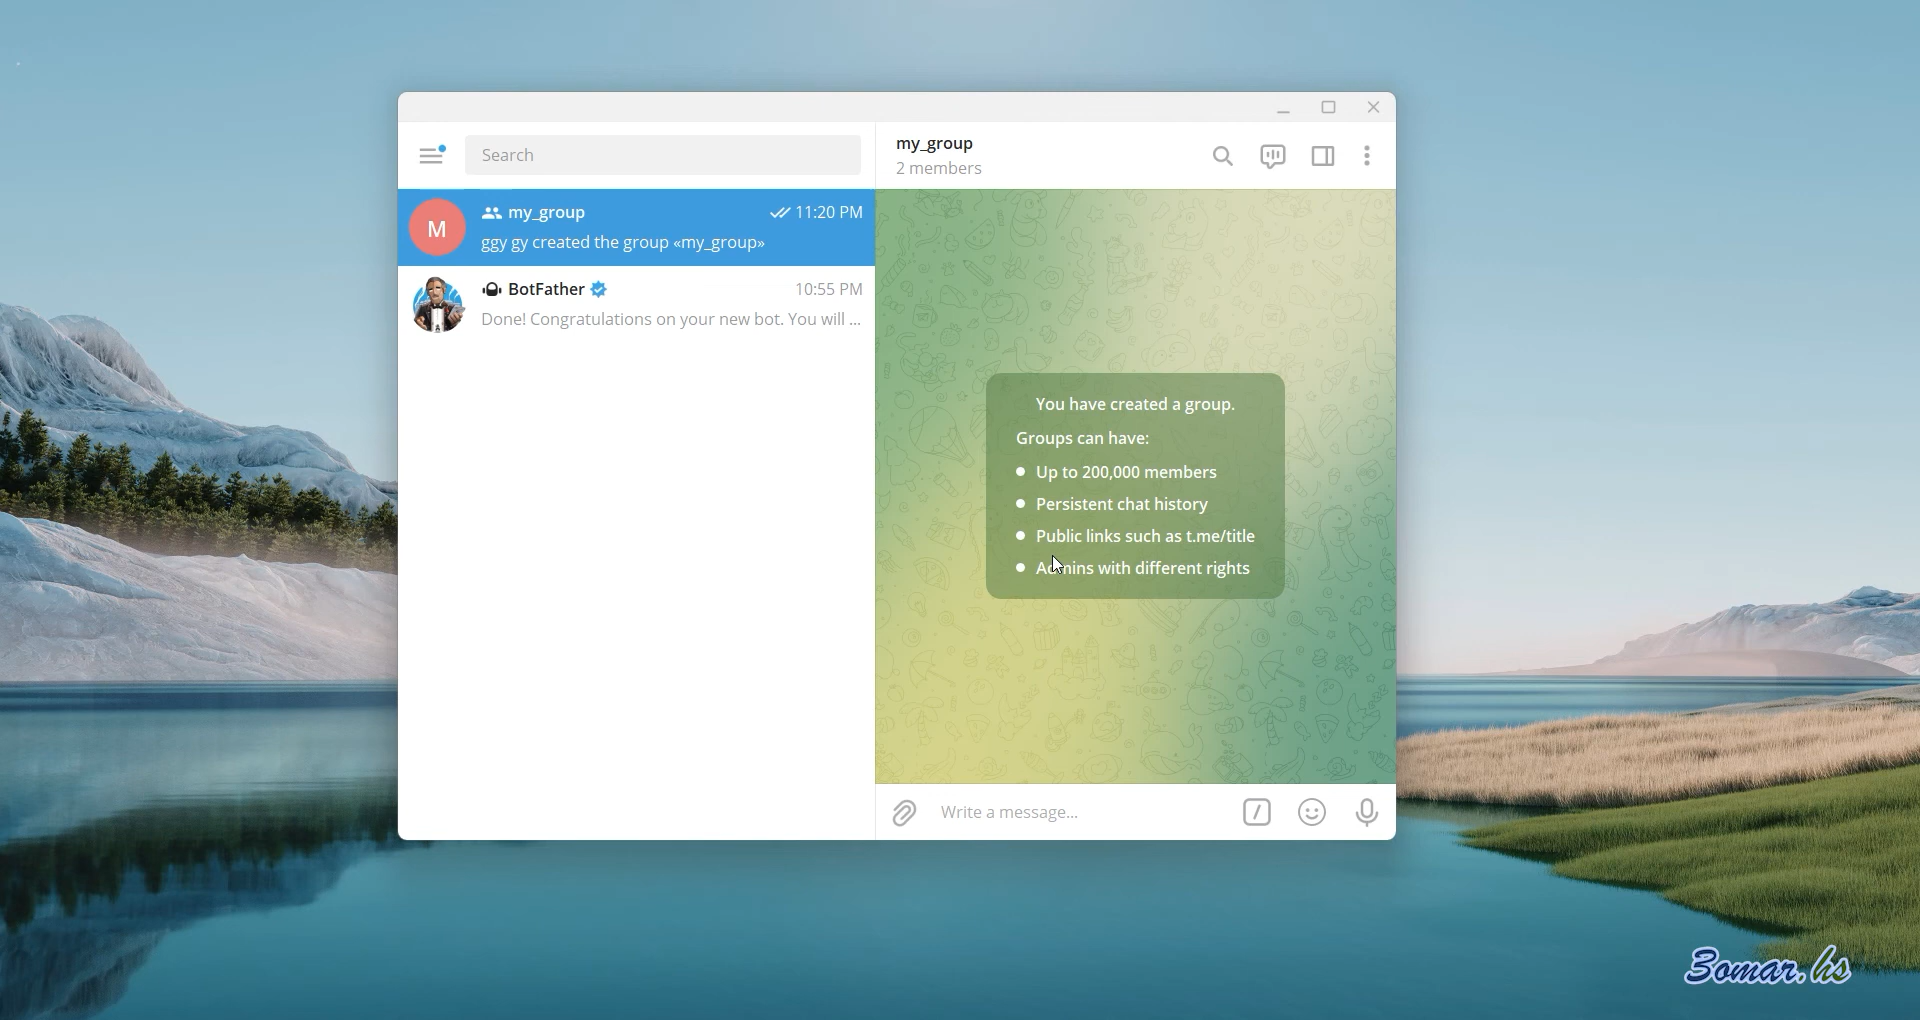 Search
my_group
11:20 PM
ggy gy created the group «my_group»
BotFather
10:55 PM
Done! Congratulations on your new bot. You will ...
my_group
2 members
You have created a group.
Groups can have:
Up to 200,000 members
Persistent chat history
Public links such as t.me/title
Admins with different rights
Write a message...
M
3omar.hs